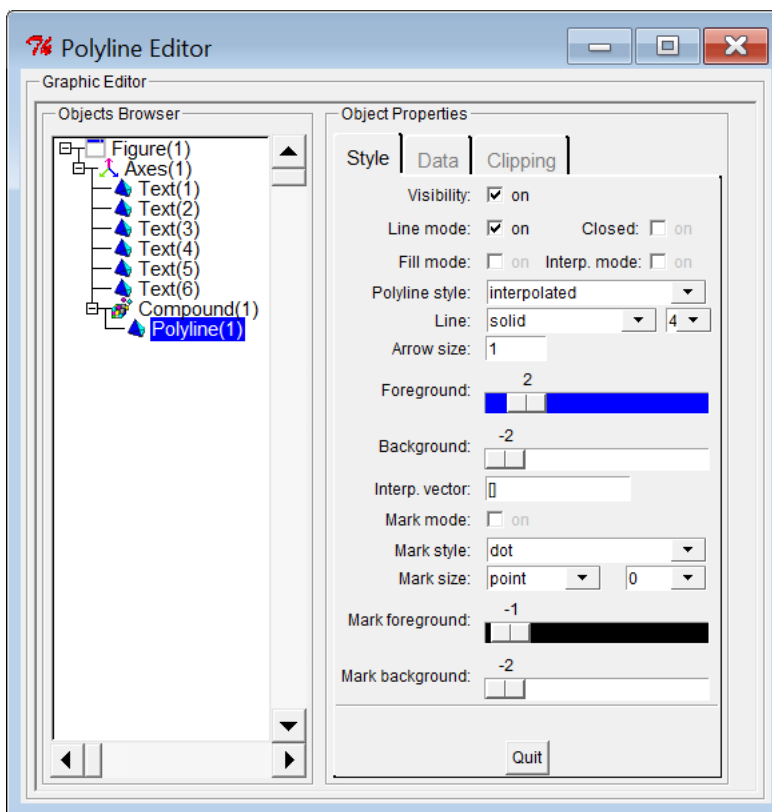 Polyline Editor
Graphic Editor
Objects Browser
Figure(1)
Axes(1)
Text(1)
Text(2)
Text(3)
Text(4)
Text(5)
Text(6)
Compound(1)
Polyline(1)
Object Properties
Style Data Clipping
Visibility: on
Line mode: on Closed: on
Fill mode: on Interp. mode: on
Polyline style: interpolated
Line: solid 4
Arrow size: 1
2
Foreground:
-2
Background:
Interp. vector: []
Mark mode: on
Mark style: dot
Mark size: point 0
-1
Mark foreground:
-2
Mark background:
Quit